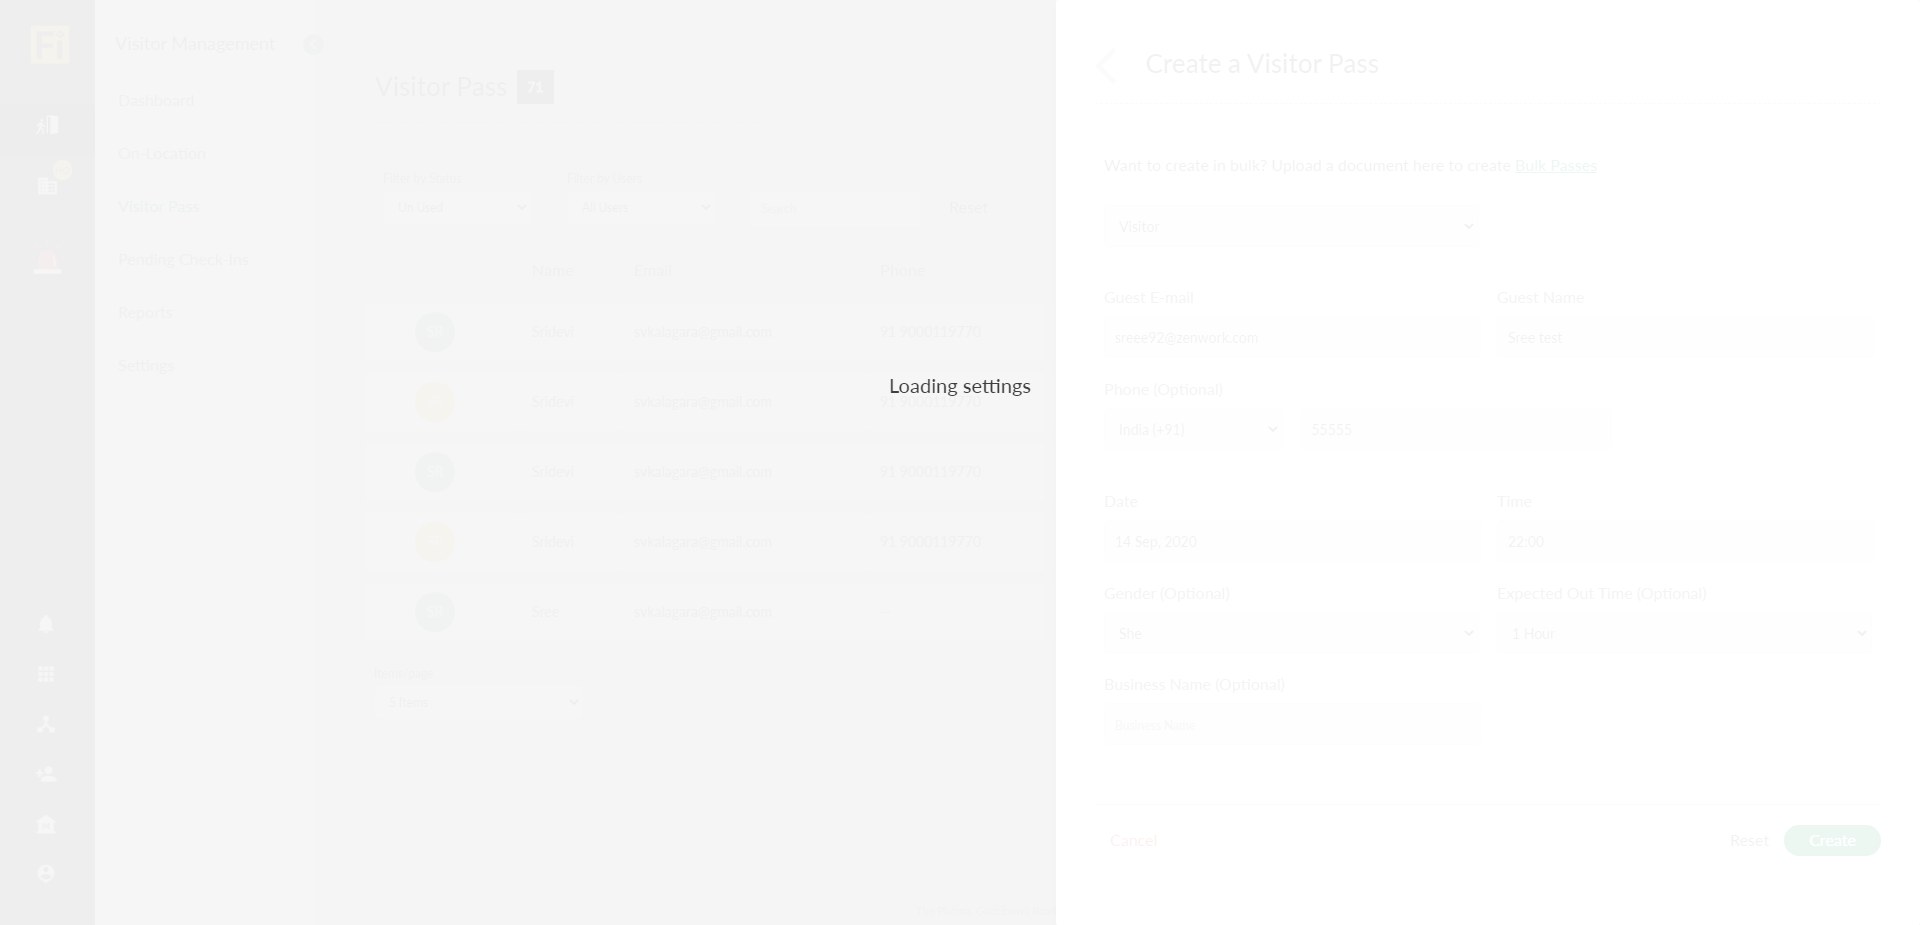 Fi
Visitor Management
Dashboard
On-Location
Visitor Pass
Pending Check-Ins
Reports
Settings
Visitor Pass 71
Filter by status
Filter by Users
All Users
Search
Reset
Name Email Phone
Sridevi svkalagara@gmail.com 91 9000119770
Sridevi svkalagara@gmail.com 91 9000119770
Sridevi svkalagara@gmail.com 91 9000119770
Sridevi svkalagara@gmail.com 91 9000119770
Sree svkalagara@gmail.com -
5 items
Loading settings
Create a Visitor Pass
Want to create in bulk? Upload a document here to create Bulk Passes
Visitor
Guest E-mail
Guest Name
sreee92@zenwork.com
Sree test
Phone (Optional)
India (+91)
55555
Date
Time
14 Sep, 2020
22:00
Gender (Optional)
Expected Out Time (Optional)
She
1 Hour
Business Name (Optional)
Business Name
Cancel
Reset
Create